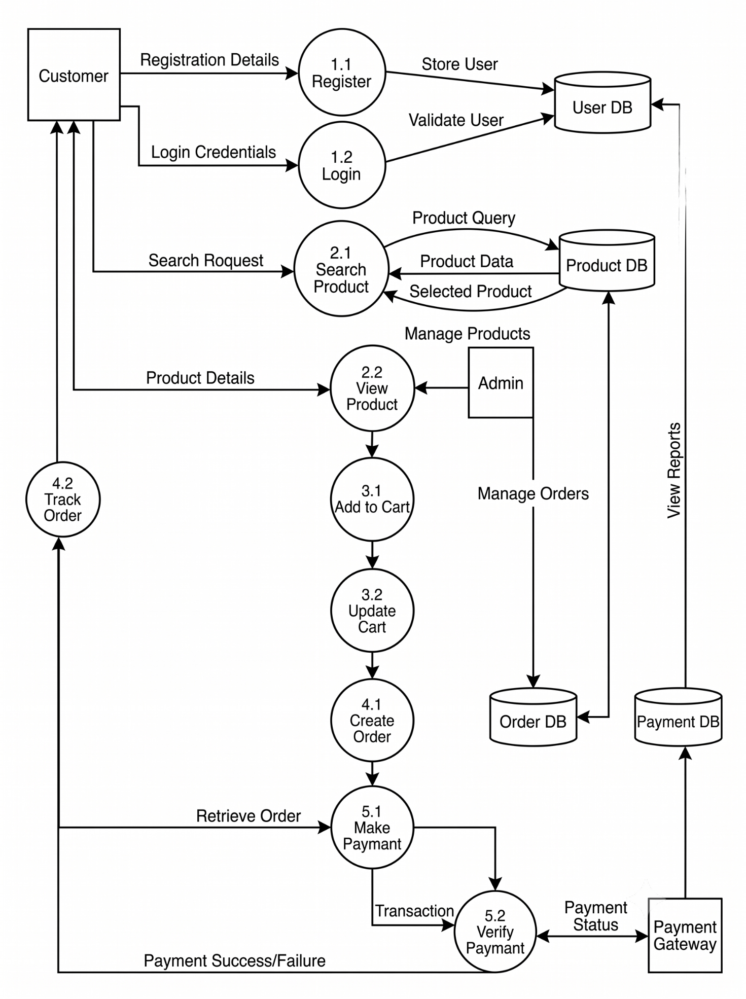 Customer
Registration Details
1.1
Register
Store User
User DB
Validate User
Login Credentials
1.2
Login
Product Query
Search Roquest
2.1
Search
Product
Product Data
Product DB
Selected Product
Manage Products
Product Details
2.2
View
Product
Admin
View Reports
4.2
Track
Order
3.1
Add to Cart
Manage Orders
3.2
Update
Cart
4.1
Create
Order
Order DB
Payment DB
Retrieve Order
5.1
Make
Paymant
Transaction
5.2
Verify
Paymant
Payment
Status
Payment
Gateway
Payment Success/Failure